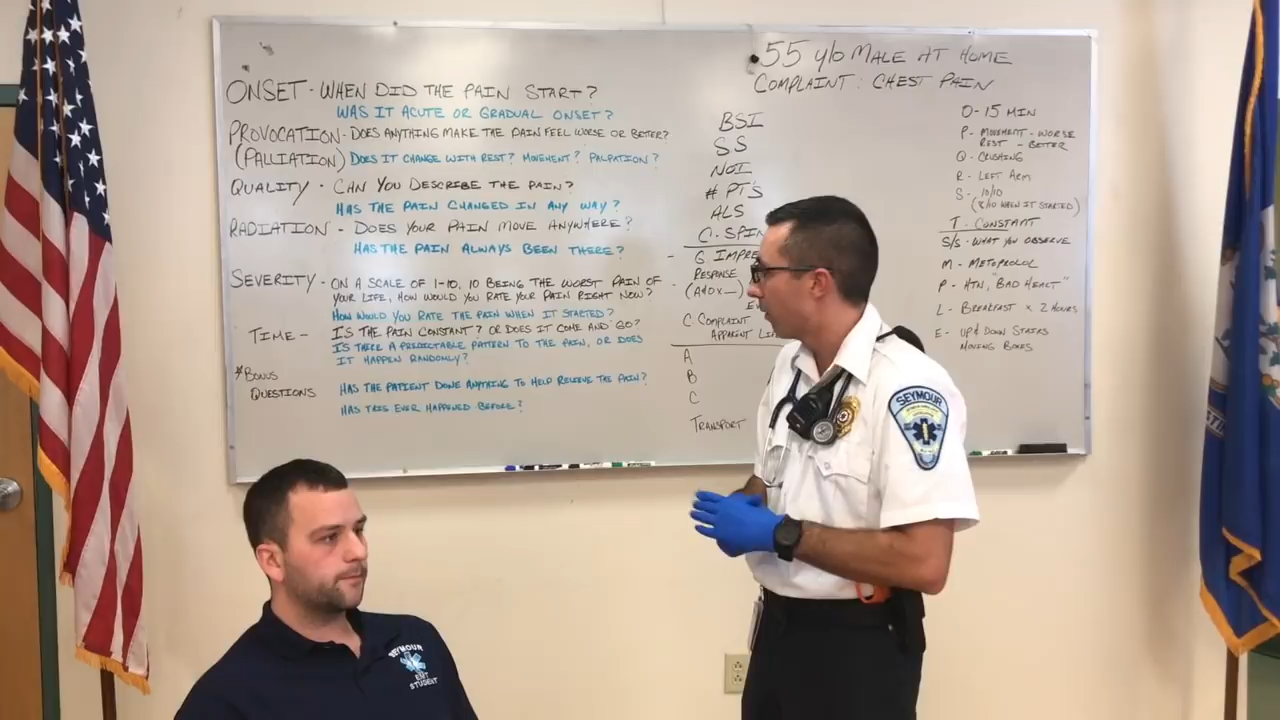 ONSET - WHEN DID THE PAIN START?
WAS IT ACUTE OR GRADUAL ONSET?
PROVOCATION - DOES ANYTHING MAKE THE PAIN FEEL WORSE OR BETTER?
(PALLIATION) DOES IT CHANGE WITH REST? MOVEMENT? PALPATION?
QUALITY - CAN YOU DESCRIBE THE PAIN?
HAS THE PAIN CHANGED IN ANY WAY?
RADIATION - DOES YOUR PAIN MOVE ANYWHERE?
HAS THE PAIN ALWAYS BEEN THERE?
SEVERITY - ON A SCALE OF 1-10, 10 BEING THE WORST PAIN OF
YOUR LIFE, HOW WOULD YOU RATE YOUR PAIN RIGHT NOW?
HOW WOULD YOU RATE THE PAIN WHEN IT STARTED?
TIME - IS THE PAIN CONSTANT? OR DOES IT COME AND GO?
IS THERE A PREDICTABLE PATTERN TO THE PAIN, OR DOES
IT HAPPEN RANDOMLY?
*BONUS
QUESTIONS
HAS THE PATIENT DONE ANYTHING TO HELP RELIEVE THE PAIN?
HAS THIS EVER HAPPENED BEFORE?
55 y/o MALE AT HOME
COMPLAINT: CHEST PAIN
BSI
SS
NOI
# PT'S
ALS
C-SPIN
G IMPRE
RESPONSE
(A&Ox_)
C COMPLAINT
APPARENT LI
A
B
C
TRANSPORT
O - 15 MIN
P - MOVEMENT - WORSE
REST - BETTER
Q - CRUSHING
R - LEFT ARM
S - 10/10
(8/10 WHEN IT STARTED)
T - CONSTANT
S/S - WHAT YOU OBSERVE
M - METOPROLOL
P - HTN, "BAD HEART"
L - BREAKFAST x 2 HOURS
E - UP & DOWN STAIRS
MOVING BOXES
SEYMOUR
SEYMOUR
EMT
STUDENT